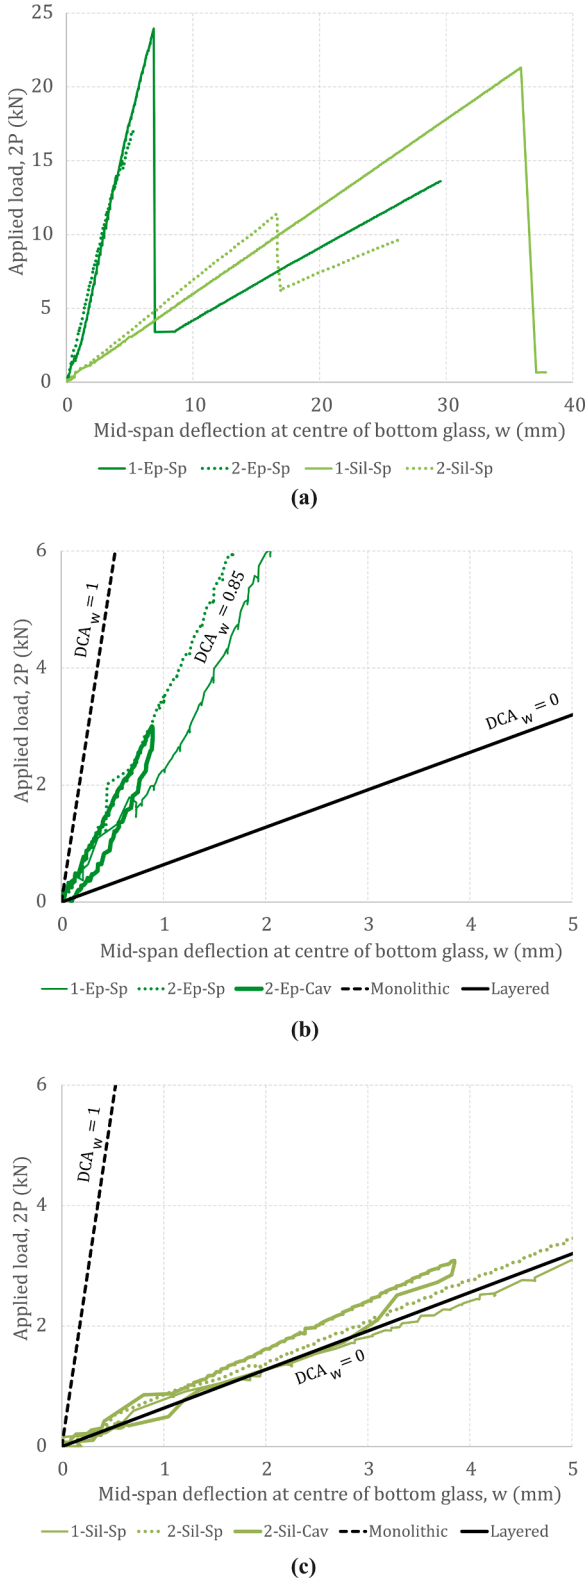 25
20
15
10
5
0
Applied load, 2P (kN)
0 10 20 30 40
Mid-span deflection at centre of bottom glass, w (mm)
1-Ep-Sp 2-Ep-Sp 1-Sil-Sp 2-Sil-Sp
(a)
6
4
2
0
Applied load, 2P (kN)
DCAw = 1
DCAw = 0.85
DCAw = 0
0 1 2 3 4 5
Mid-span deflection at centre of bottom glass, w (mm)
1-Ep-Sp 2-Ep-Sp 2-Ep-Cav Monolithic Layered
(b)
6
4
2
0
Applied load, 2P (kN)
DCAw = 1
DCAw = 0
0 1 2 3 4 5
Mid-span deflection at centre of bottom glass, w (mm)
1-Sil-Sp 2-Sil-Sp 2-Sil-Cav Monolithic Layered
(c)